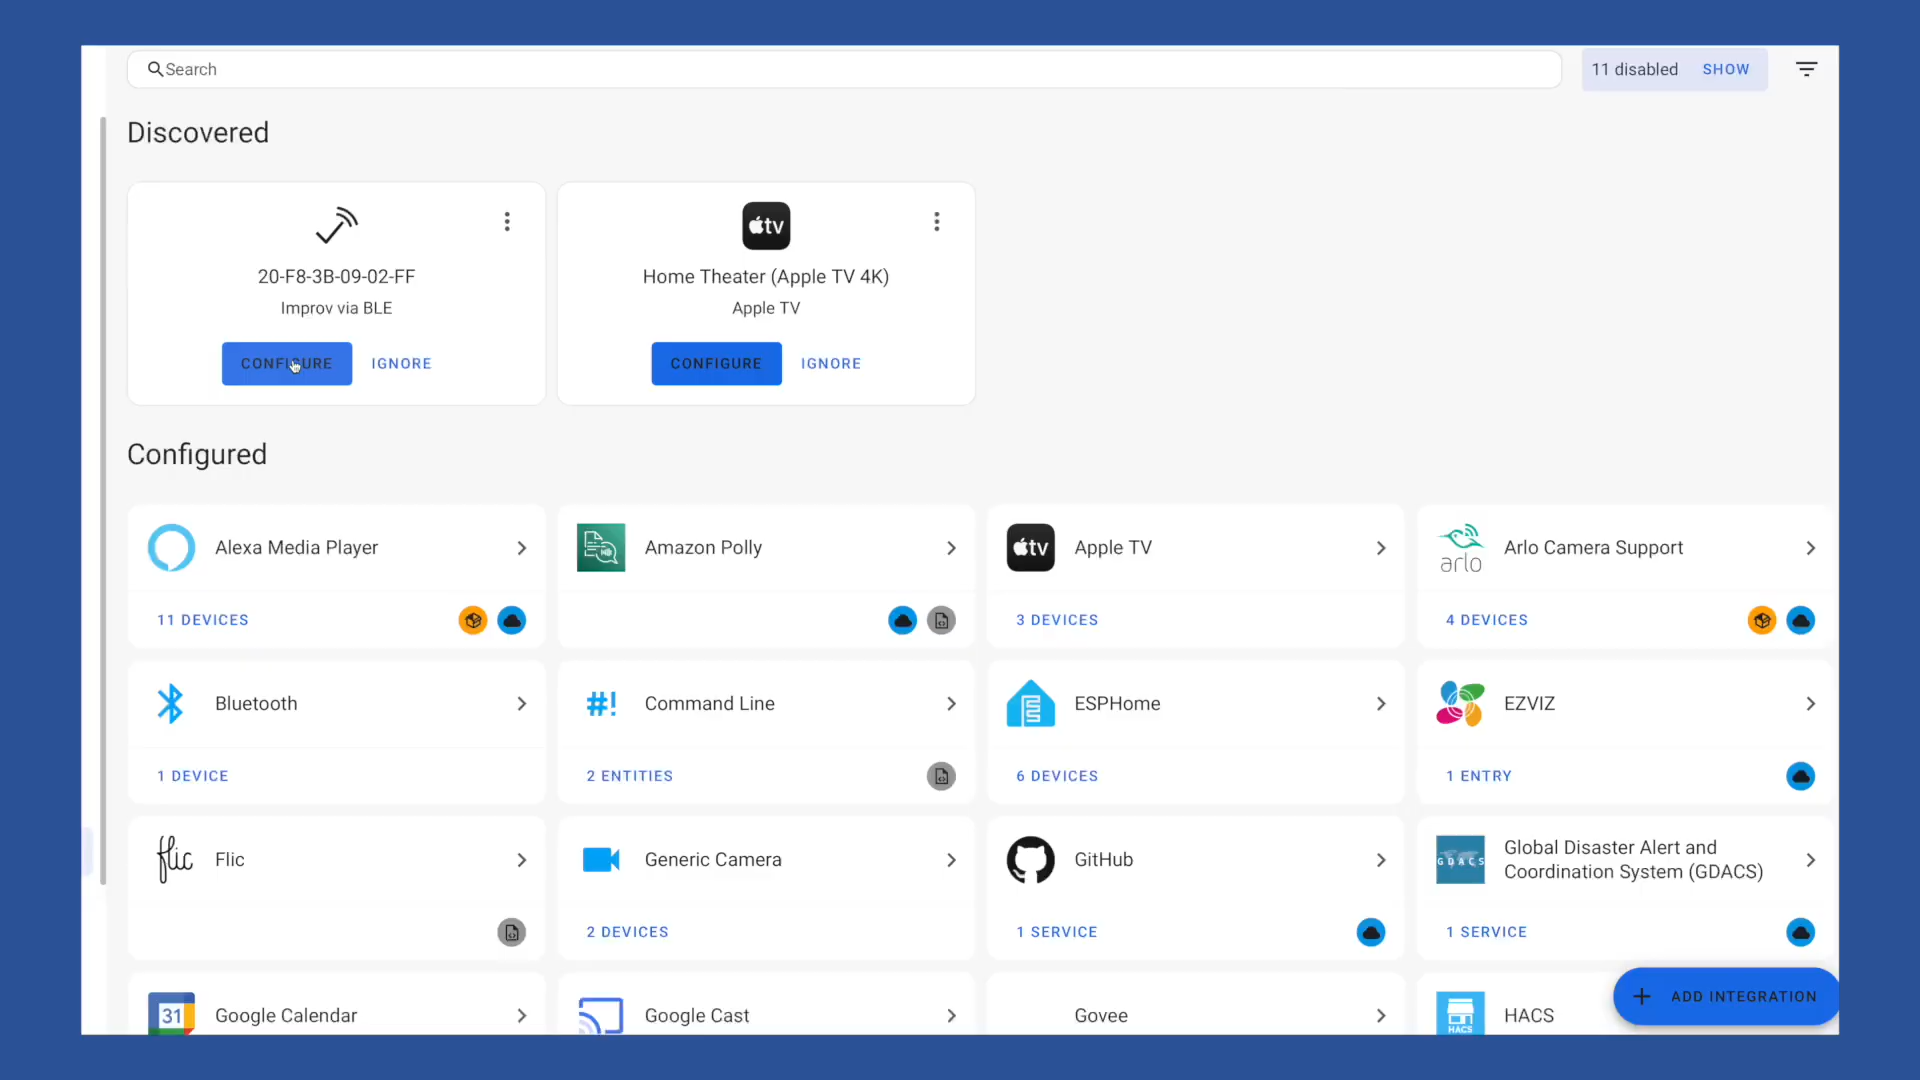 Search
11 disabled SHOW
Discovered
20-F8-3B-09-02-FF
Improv via BLE
CONFIGURE IGNORE
tv
Home Theater (Apple TV 4K)
Apple TV
CONFIGURE IGNORE
Configured
Alexa Media Player
11 DEVICES
Amazon Polly
tv
Apple TV
3 DEVICES
arlo
Arlo Camera Support
4 DEVICES
Bluetooth
1 DEVICE
#!
Command Line
2 ENTITIES
ESPHome
6 DEVICES
EZVIZ
1 ENTRY
flic
Flic
Generic Camera
2 DEVICES
GitHub
1 SERVICE
GDACS
Global Disaster Alert and
Coordination System (GDACS)
1 SERVICE
31
Google Calendar
Google Cast
Govee
HACS
HACS
+ ADD INTEGRATION